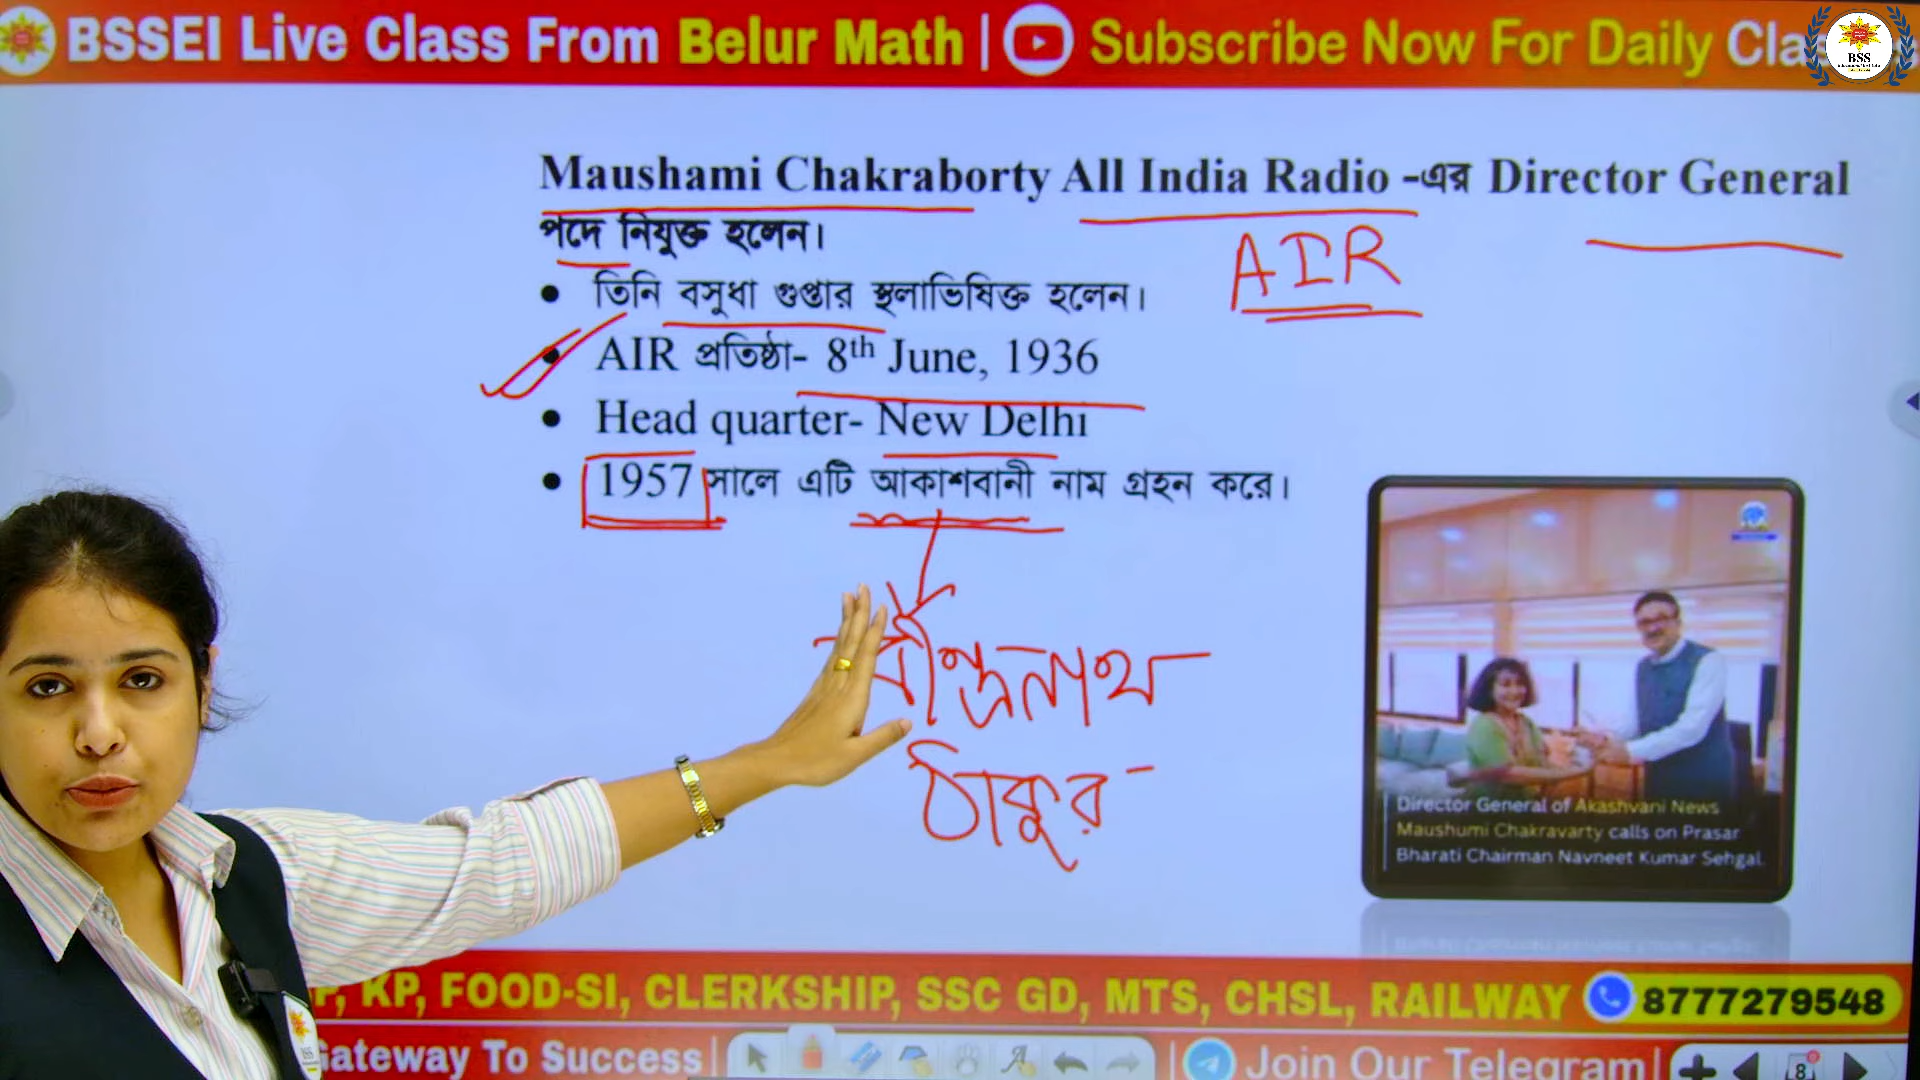 BSSEI Live Class From Belur Math | Subscribe Now For Daily Clas
BSS
Maushami Chakraborty All India Radio -এর Director General
পদে নিযুক্ত হলেন।
AIR
• তিনি বসুধা গুপ্তার স্থলাভিষিক্ত হলেন।
• AIR প্রতিষ্ঠা- 8th June, 1936
• Head quarter- New Delhi
• 1957 সালে এটি আকাশবানী নাম গ্রহন করে।
রবীন্দ্রনাথ
ঠাকুর
Director General of Akashvani News
Maushumi Chakravarty calls on Prasar
Bharati Chairman Navneet Kumar Sehgal.
P, KP, FOOD-SI, CLERKSHIP, SSC GD, MTS, CHSL, RAILWAY 8777279548
Gateway To Success | Join Our Telegram |
8
BSS